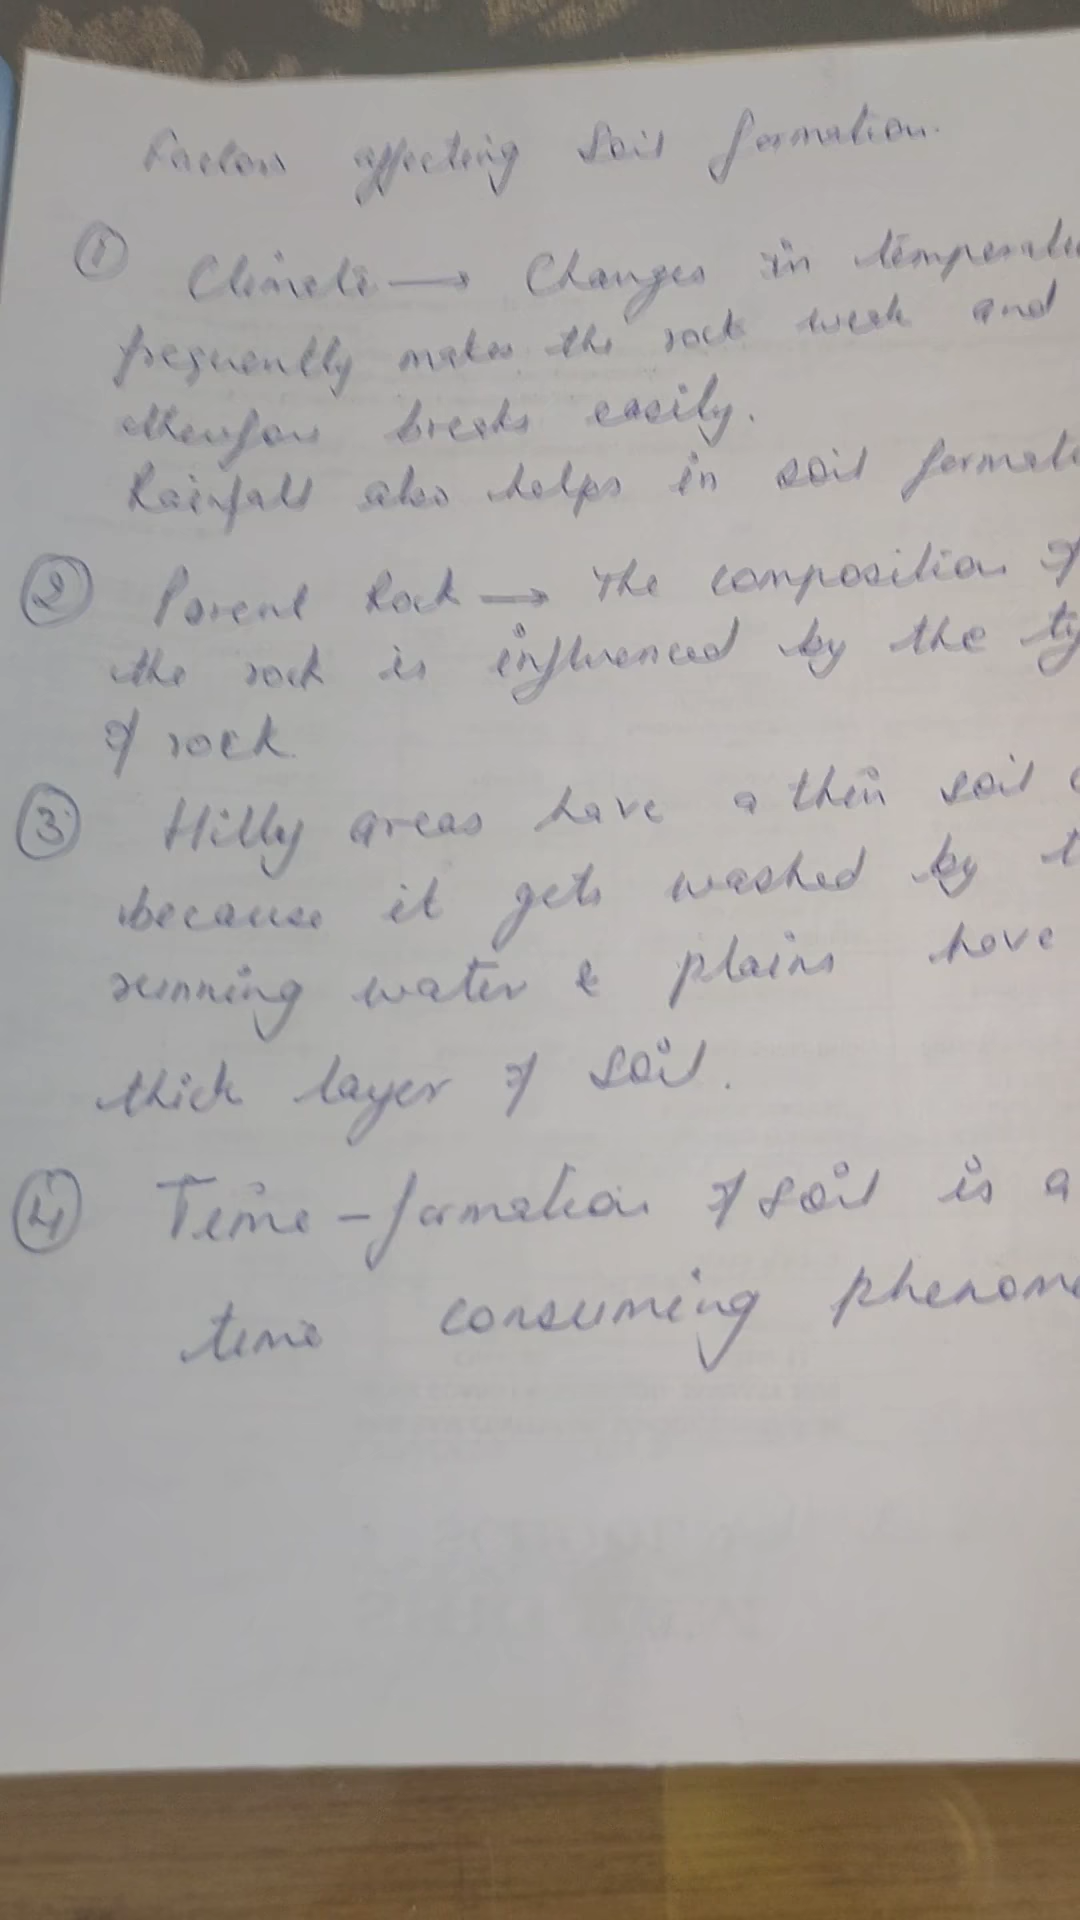 Factors affecting Soil formation.
① Climate → Changes in
frequently makes the rock weak and
therefore breaks easily.
Rainfall also helps in soil
② Parent Rock → The composition of
the rock is influenced by the
of rock
③ Hilly areas have a thin soil
because it gets washed by
running water & plains have
thick layer of soil.
④ Time - formation of soil is a
time consuming